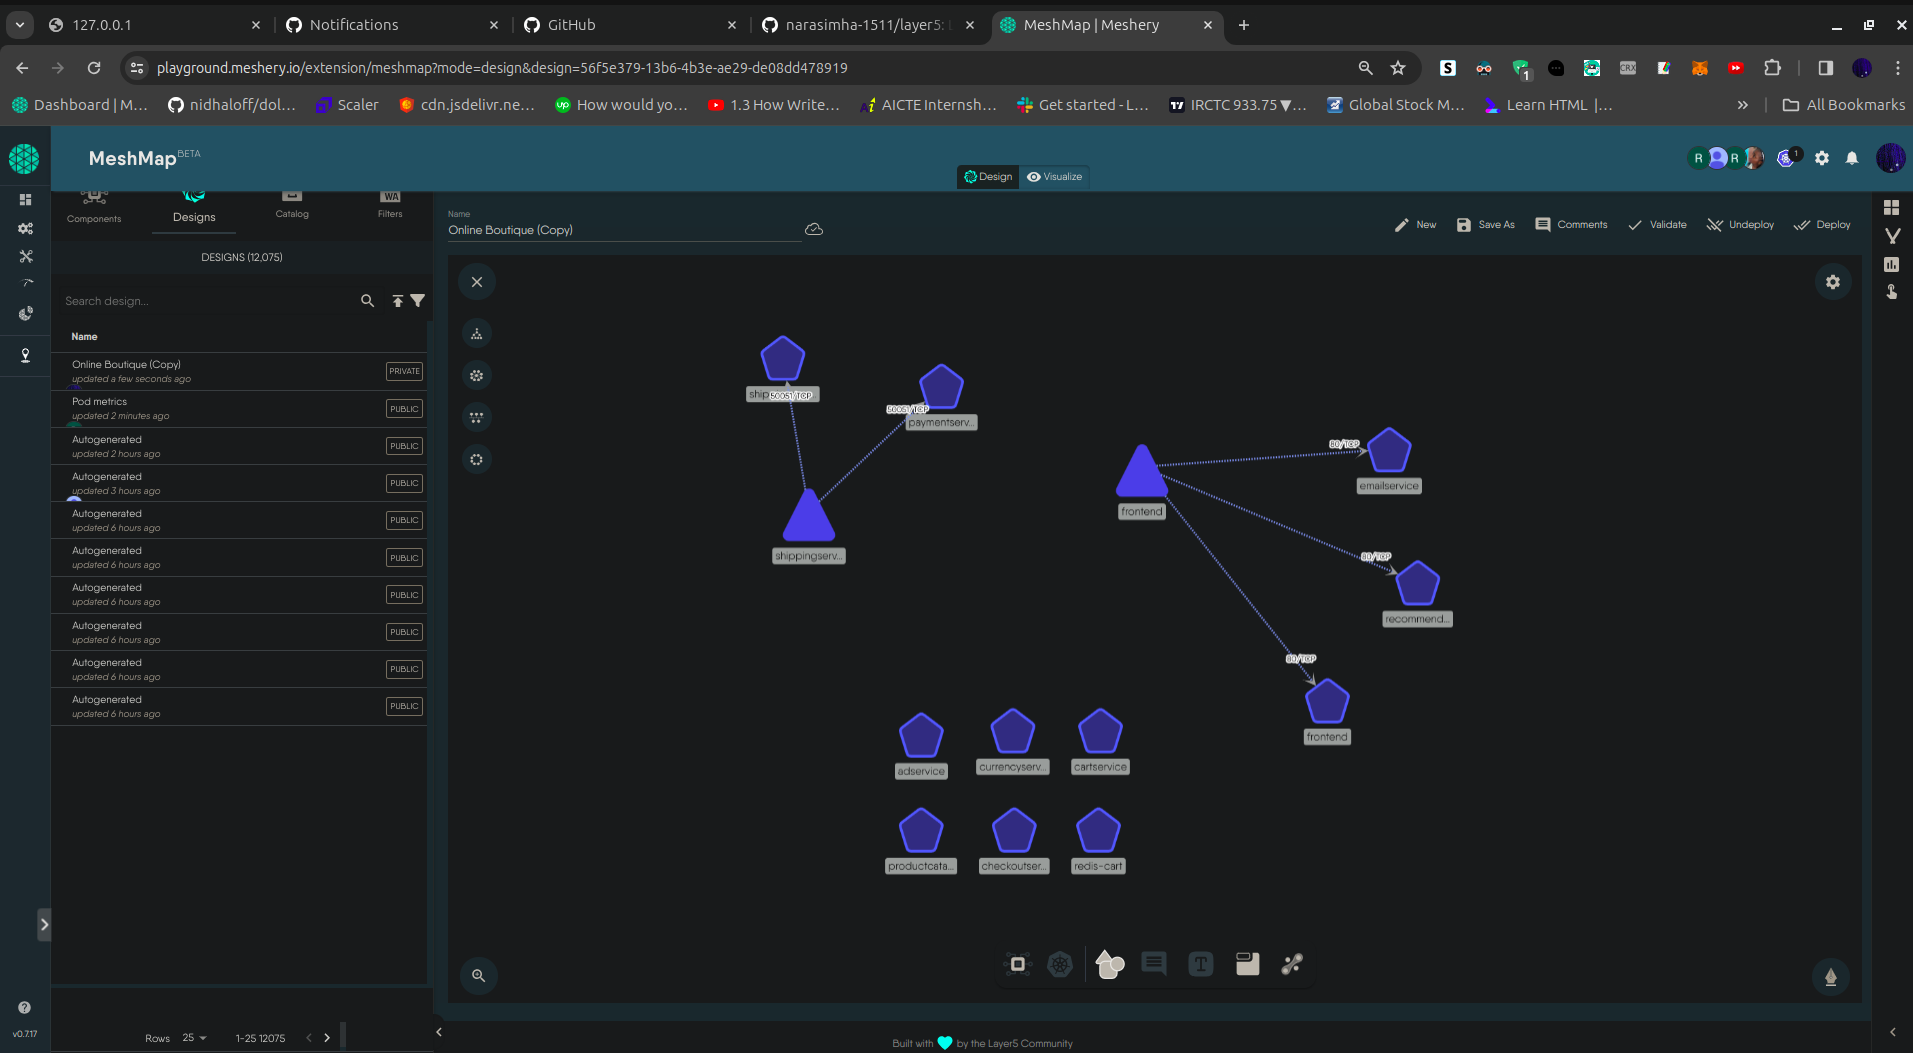 127.0.0.1
Notifications
GitHub
narasimha-1511/layer5:
MeshMap | Meshery
playground.meshery.io/extension/meshmap?mode=design&design=56f5e379-13b6-4b3e-ae29-de08dd478919
1
CRX
Dashboard | M...
nidhaloff/dol...
Scaler
cdn.jsdelivr.ne...
How would yo...
1.3 How Write...
AICTE Internsh...
Get started - L...
IRCTC 933.75 ▼...
Global Stock M...
Learn HTML |...
»
All Bookmarks
MeshMap BETA
Design
Visualize
R
R
1
Components
Designs
Catalog
WA
Filters
DESIGNS (12,075)
Search design...
Name
Online Boutique (Copy)
updated a few seconds ago
PRIVATE
Pod metrics
updated 2 minutes ago
PUBLIC
Autogenerated
updated 2 hours ago
PUBLIC
Autogenerated
updated 3 hours ago
PUBLIC
Autogenerated
updated 6 hours ago
PUBLIC
Autogenerated
updated 6 hours ago
PUBLIC
Autogenerated
updated 6 hours ago
PUBLIC
Autogenerated
updated 6 hours ago
PUBLIC
Autogenerated
updated 6 hours ago
PUBLIC
Autogenerated
updated 6 hours ago
PUBLIC
Rows 25 1-25 12075
v0.7.17
Name
Online Boutique (Copy)
New
Save As
Comments
Validate
Undeploy
Deploy
ship
50051/TCP
50051/TCP
paymentserv...
shippingserv...
frontend
80/TCP
emailservice
80/TCP
recommend...
80/TCP
frontend
adservice
currencyserv...
cartservice
productcata...
checkoutser...
redis-cart
T
Built with by the Layer5 Community